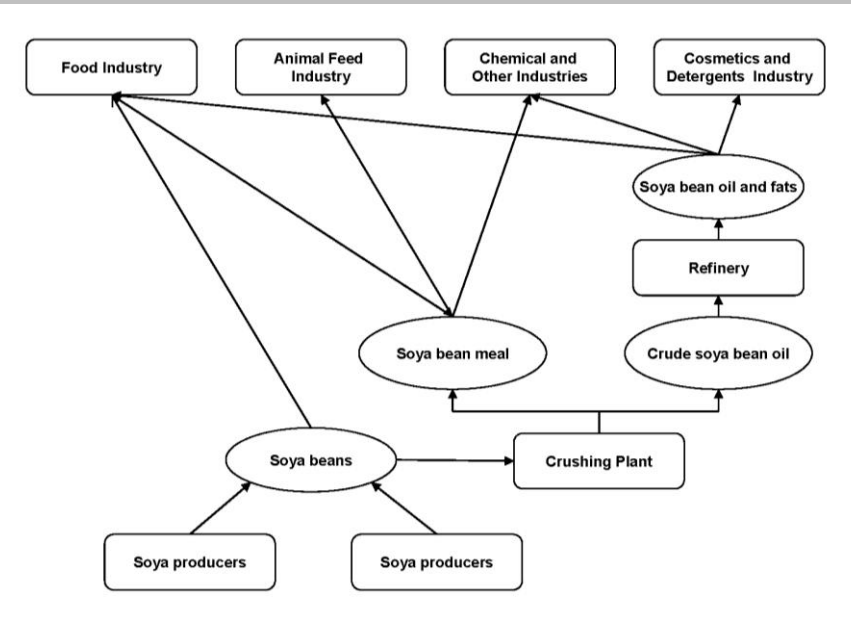 Food Industry
Animal Feed
Industry
Chemical and
Other Industries
Cosmetics and
Detergents Industry
Soya bean oil and fats
Refinery
Soya bean meal
Crude soya bean oil
Soya beans
Crushing Plant
Soya producers
Soya producers